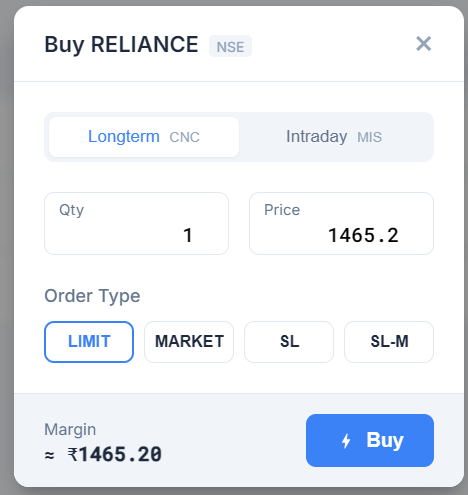 Buy RELIANCE NSE ×
Longterm CNC Intraday MIS
Qty Price
1 1465.2
Order Type
LIMIT MARKET SL SL-M
Margin
≈ ₹1465.20 Buy